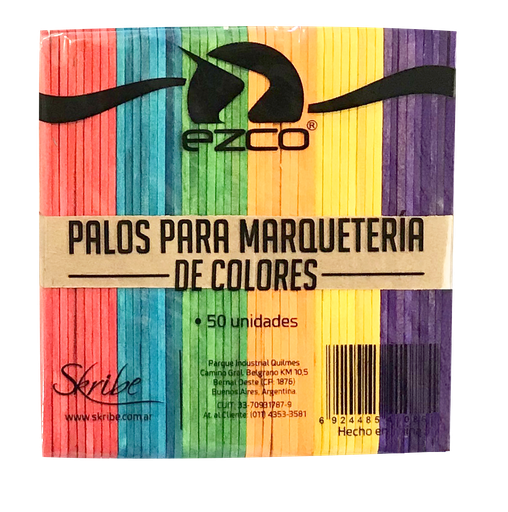 ezco®
PALOS PARA MARQUETERÍA
DE COLORES
• 50 unidades
Parque Industrial Quilmes
Camino Gral. Belgrano KM 10,5
Bernal Oeste (CP 1876)
Buenos Aires, Argentina
CUIT: 33-70931787-9
At. al Cliente: (011) 4353-3581
Skribe
www.skribe.com.ar
Hecho en